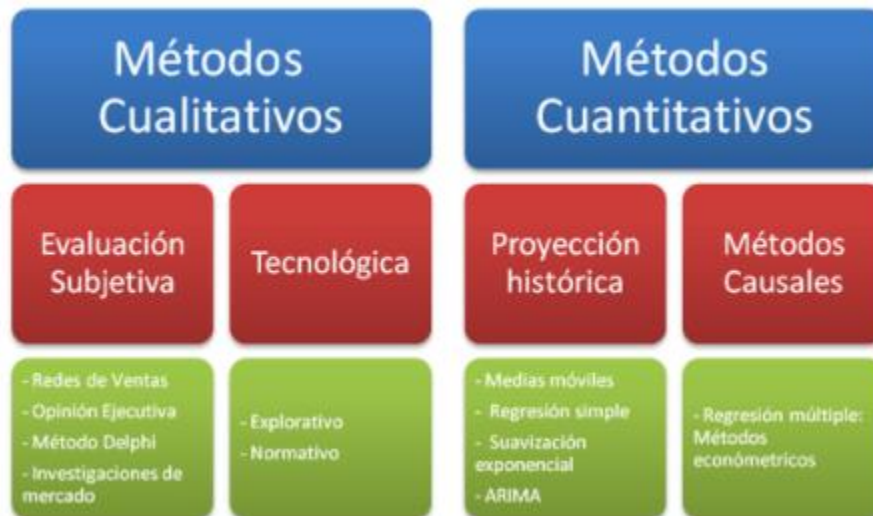 Métodos
Cualitativos
Métodos
Cuantitativos
Evaluación
Subjetiva
Tecnológica
Proyección
histórica
Métodos
Causales
- Redes de Ventas
- Opinión Ejecutiva
- Método Delphi
- Investigaciones de
mercado
- Explorativo
- Normativo
- Medias móviles
- Regresión simple
- Suavización
exponencial
- ARIMA
- Regresión múltiple:
Métodos
económetricos